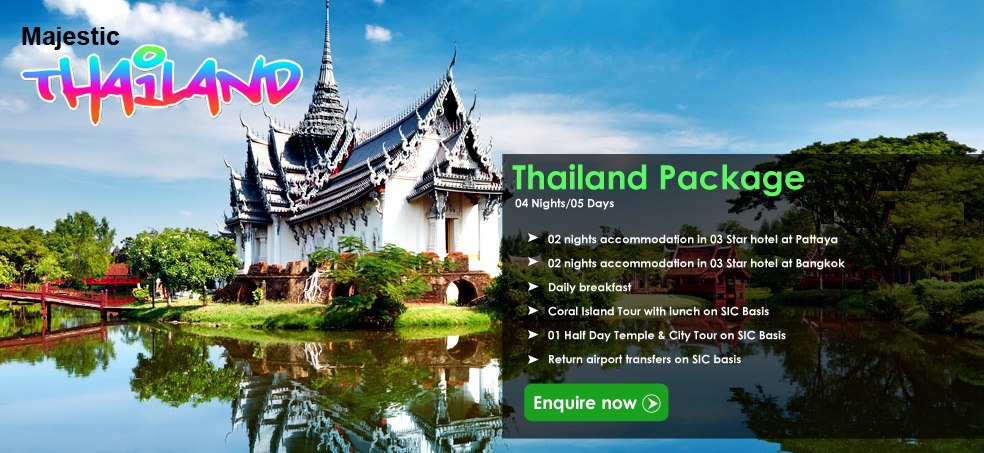 Majestic
THAILAND
Thailand Package
04 Nights/05 Days
02 nights accommodation in 03 Star hotel at Pattaya
02 nights accommodation in 03 Star hotel at Bangkok
Daily breakfast
Coral Island Tour with lunch on SIC Basis
01 Half Day Temple & City Tour on SIC Basis
Return airport transfers on SIC basis
Enquire now